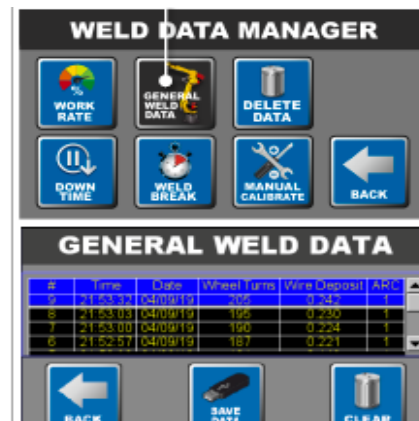 WELD DATA MANAGER
%
WORK
RATE
GENERAL
WELD
DATA
DELETE
DATA
DOWN
TIME
WELD
BREAK
MANUAL
CALIBRATE
BACK
GENERAL WELD DATA
# Time Date Wheel Turns Wire Deposit ARC
9 21:53:32 04/09/19 205 0.242 1
8 21:53:03 04/09/19 195 0.230 1
7 21:53:00 04/09/19 190 0.224 1
6 21:52:57 04/09/19 187 0.221 1
BACK
SAVE
DATA
CLEAR